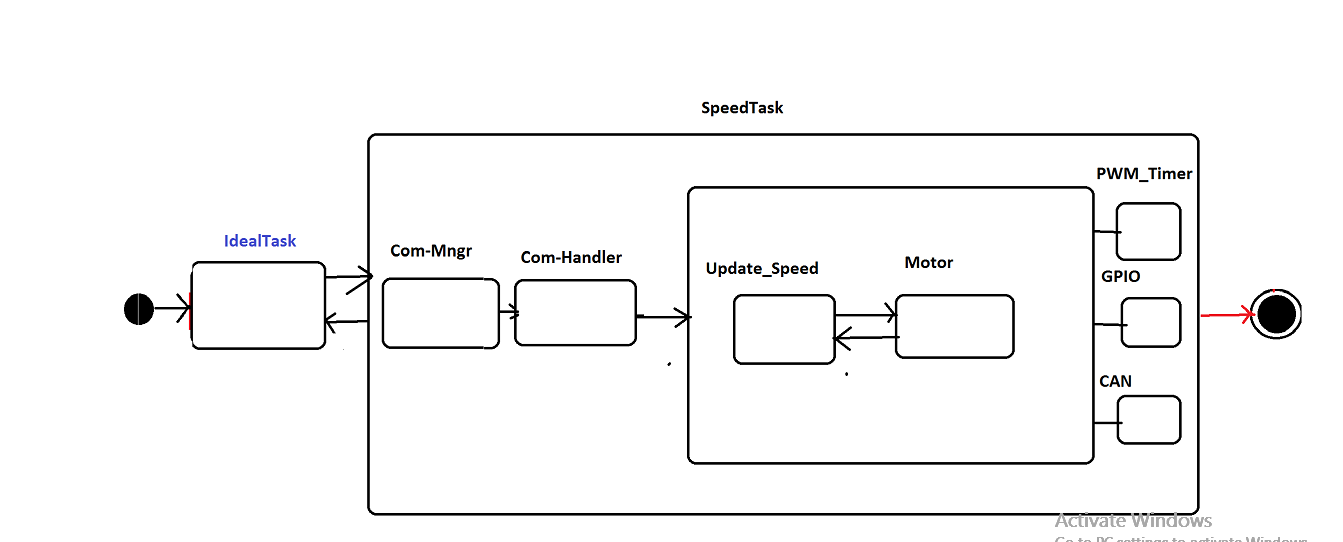 SpeedTask
PWM_Timer
IdealTask
Com-Mngr
Com-Handler
Update_Speed
Motor
GPIO
CAN
Activate Windows
Go to PC settings to activate Windows.